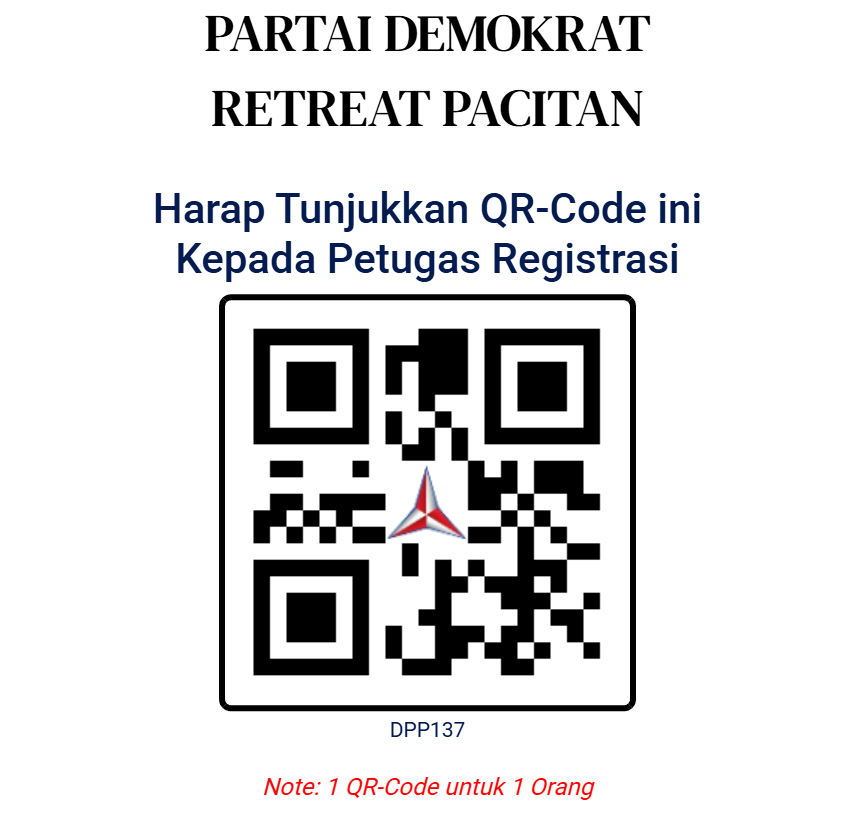 PARTAI DEMOKRAT
RETREAT PACITAN
Harap Tunjukkan QR-Code ini
Kepada Petugas Registrasi
DPP137
Note: 1 QR-Code untuk 1 Orang